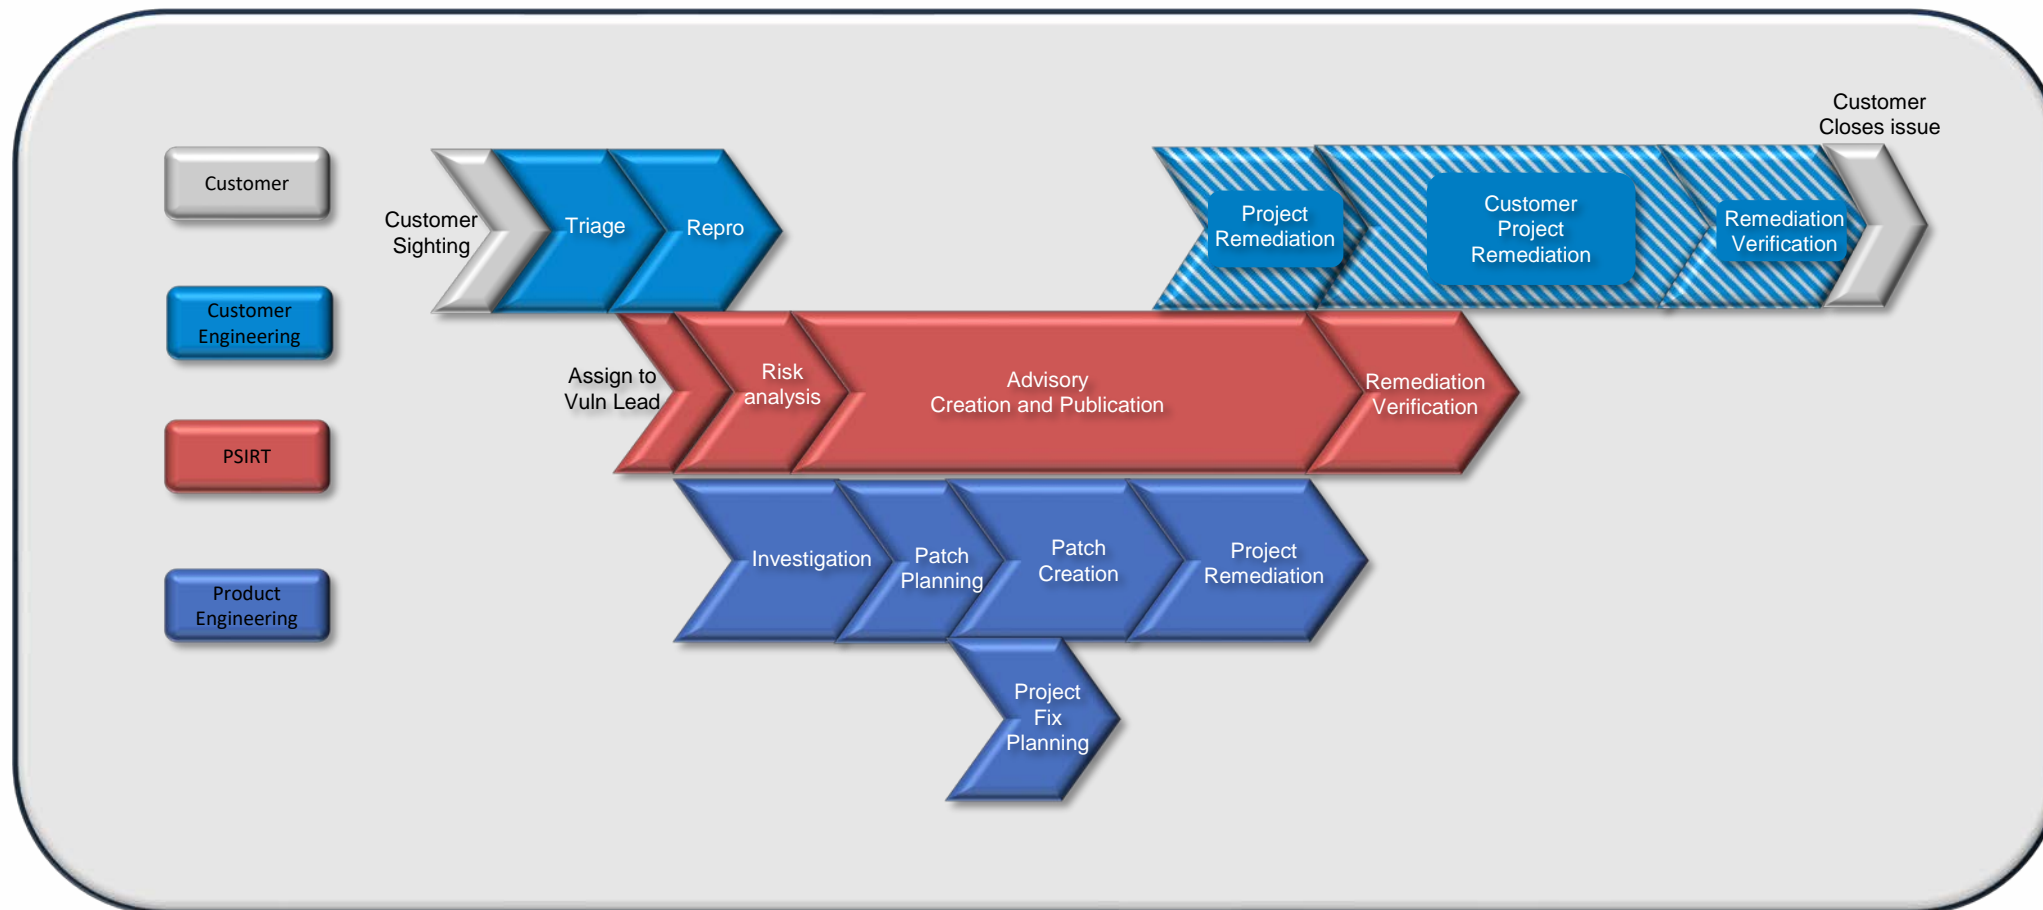 Customer
Closes issue
Customer
Customer
Sighting
Triage
Repro
Project
Remediation
Customer
Project
Remediation
Remediation
Verification
Customer
Engineering
Assign to
Vuln Lead
Risk
analysis
Advisory
Creation and Publication
Remediation
Verification
PSIRT
Investigation
Patch
Planning
Patch
Creation
Project
Remediation
Product
Engineering
Project
Fix
Planning